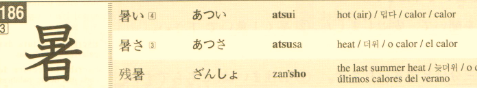 186
3
暑
暑い 4 あつい atsui hot (air) / 덥다 / calor / calor
暑さ 3 あつさ atsusa heat / 더위 / o calor / el calor
残暑 ざんしょ zan'sho the last summer heat / 늦더위 / o
últimos calores del verano